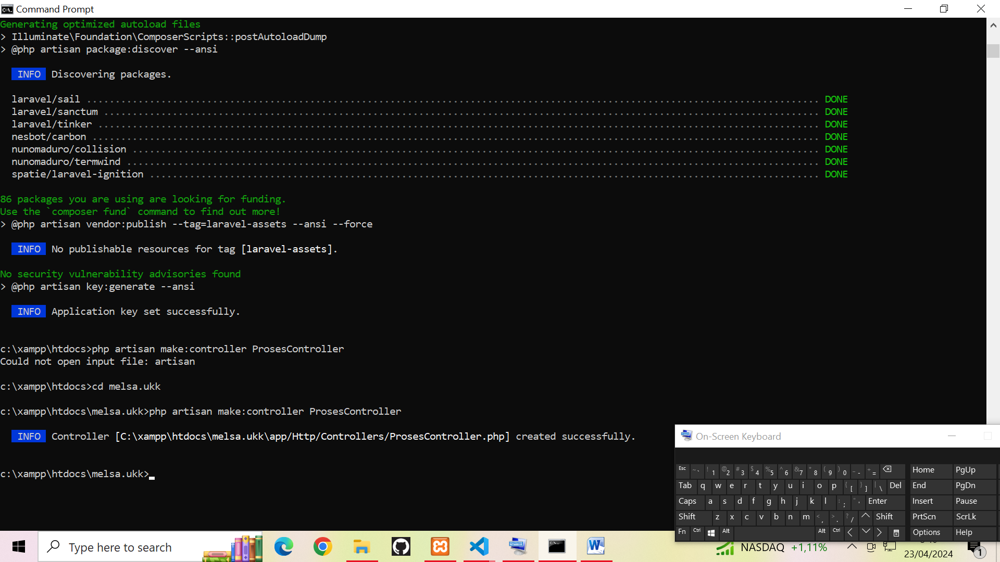 Command Prompt
Generating optimized autoload files
> Illuminate\Foundation\ComposerScripts::postAutoloadDump
> @php artisan package:discover --ansi
INFO Discovering packages.
laravel/sail ........................................................ DONE
laravel/sanctum ........................................................ DONE
laravel/tinker ........................................................ DONE
nesbot/carbon ........................................................ DONE
nunomaduro/collision ........................................................ DONE
nunomaduro/termwind ........................................................ DONE
spatie/laravel-ignition ........................................................ DONE
86 packages you are using are looking for funding.
Use the `composer fund` command to find out more!
> @php artisan vendor:publish --tag=laravel-assets --ansi --force
INFO No publishable resources for tag [laravel-assets].
No security vulnerability advisories found
> @php artisan key:generate --ansi
INFO Application key set successfully.
c:\xampp\htdocs>php artisan make:controller ProsesController
Could not open input file: artisan
c:\xampp\htdocs>cd melsa.ukk
c:\xampp\htdocs\melsa.ukk>php artisan make:controller ProsesController
INFO Controller [C:\xampp\htdocs\melsa.ukk\app/Http/Controllers/ProsesController.php] created successfully.
c:\xampp\htdocs\melsa.ukk>
On-Screen Keyboard
Esc ~ ` ! 1 @ 2 # 3 $ 4 % 5 ^ 6 & 7 * 8 ( 9 ) 0 _ - + = Home PgUp
Tab q w e r t y u i o p { [ } ] | \ Del End PgDn
Caps a s d f g h j k l : ; " ' Enter Insert Pause
Shift z x c v b n m < , > . ? / Shift PrtScn ScrLk
Fn Ctrl Alt Alt Ctrl Options Help
Type here to search
NASDAQ +1,11%
23/04/2024
1